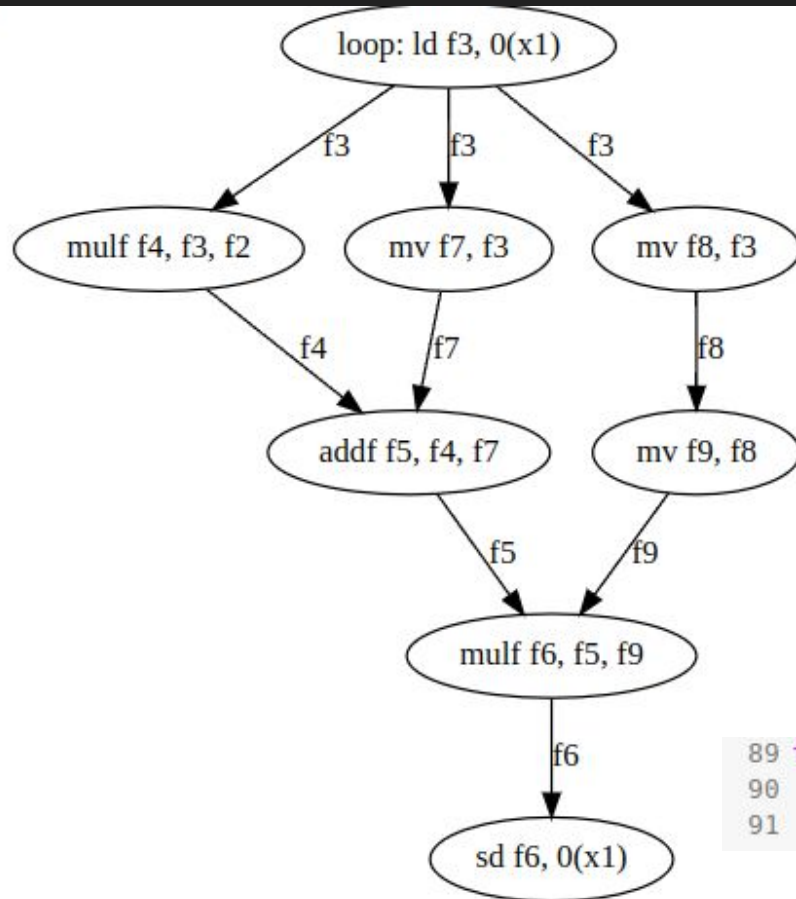 loop: ld f3, 0(x1)
f3 f3 f3
mulf f4, f3, f2 mv f7, f3 mv f8, f3
f4 f7 f8
addf f5, f4, f7 mv f9, f8
f5 f9
mulf f6, f5, f9
f6
89
90
91
sd f6, 0(x1)